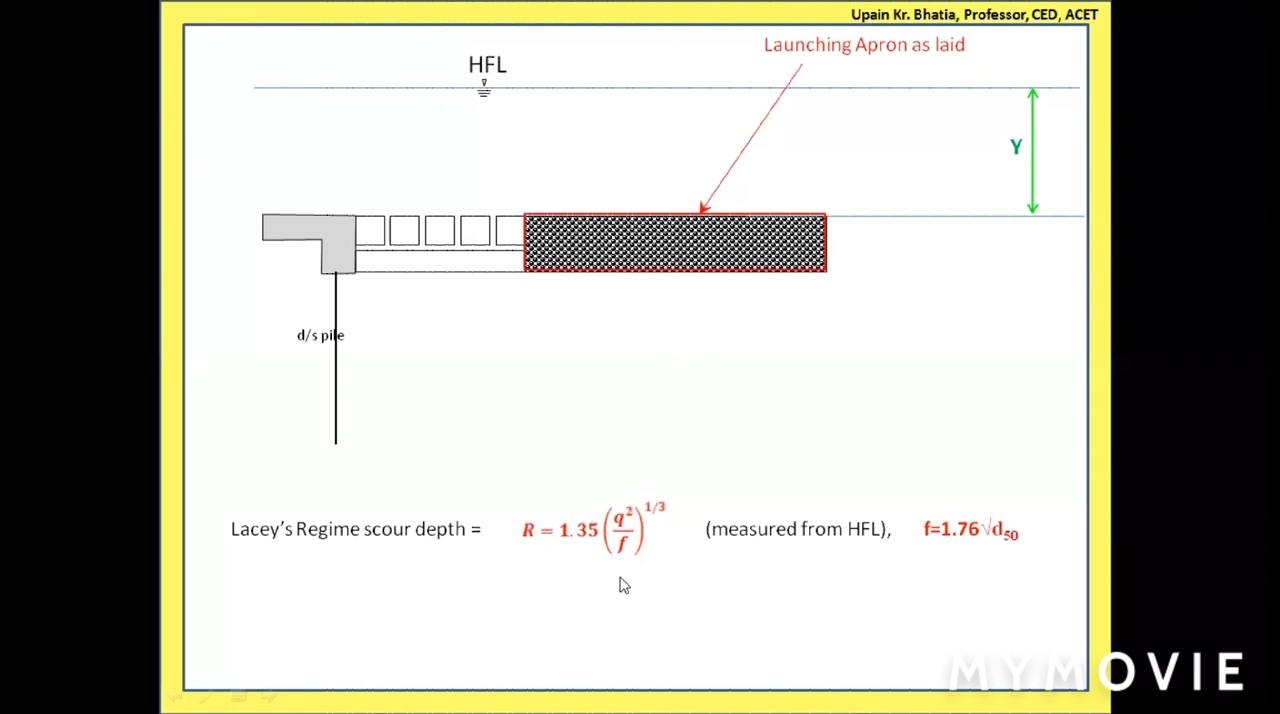 Upain Kr. Bhatia, Professor, CED, ACET
Launching Apron as laid
HFL
Y
d/s pile
Lacey's Regime scour depth = R = 1.35 (q²/f)^1/3 (measured from HFL), f=1.76√d₅₀
MYMOVIE